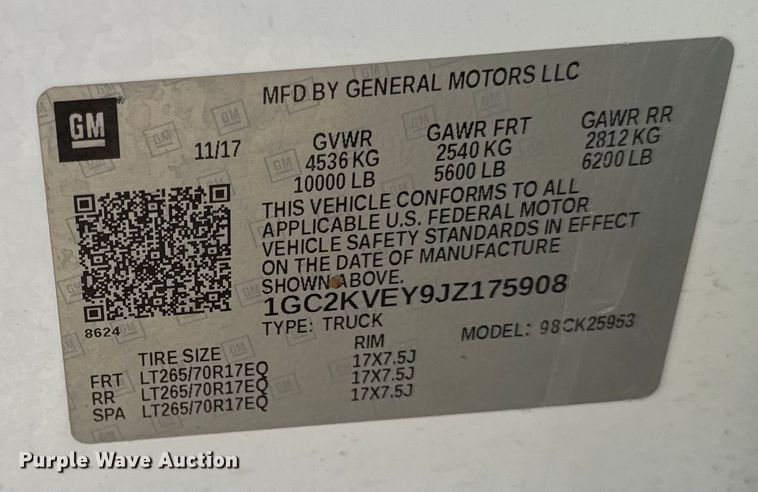 MFD BY GENERAL MOTORS LLC
GM
11/17
GVWR GAWR FRT GAWR RR
4536 KG 2540 KG 2812 KG
10000 LB 5600 LB 6200 LB
THIS VEHICLE CONFORMS TO ALL
APPLICABLE U.S. FEDERAL MOTOR
VEHICLE SAFETY STANDARDS IN EFFECT
ON THE DATE OF MANUFACTURE
SHOWN ABOVE.
1GC2KVEY9JZ175908
8624
TYPE: TRUCK MODEL: 98CK25953
TIRE SIZE RIM
FRT LT265/70R17EQ 17X7.5J
RR LT265/70R17EQ 17X7.5J
SPA LT265/70R17EQ 17X7.5J
Purple Wave Auction